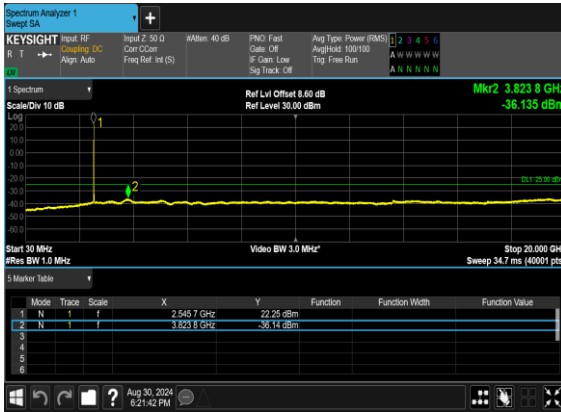 Spectrum Analyzer 1
Swept SA
KEYSIGHT Input: RF Input Z: 50 Ω #Atten: 40 dB PNO: Fast Avg Type: Power (RMS) 1 2 3 4 5 6
R T Coupling: DC Corr CCorr Gate: Off Avg|Hold: 100/100 A W W W W W
Align: Auto Freq Ref: Int (S) IF Gain: Low Trig: Free Run
LXI Sig Track: Off A N N N N N
1 Spectrum Ref Lvl Offset 8.60 dB Mkr2 3.823 8 GHz
Scale/Div 10 dB Ref Level 30.00 dBm -36.135 dBm
Log
20.0
10.0
0.00
-10.0
-20.0
-30.0
-40.0
-50.0
-60.0
1
2
DL1 -25.00 dBm
Start 30 MHz Video BW 3.0 MHz* Stop 20.000 GHz
#Res BW 1.0 MHz Sweep 34.7 ms (40001 pts)
5 Marker Table
Mode Trace Scale X Y Function Function Width Function Value
1 N 1 f 2.545 7 GHz 22.25 dBm
2 N 1 f 3.823 8 GHz -36.14 dBm
3
4
5
6
Aug 30, 2024
6:21:42 PM